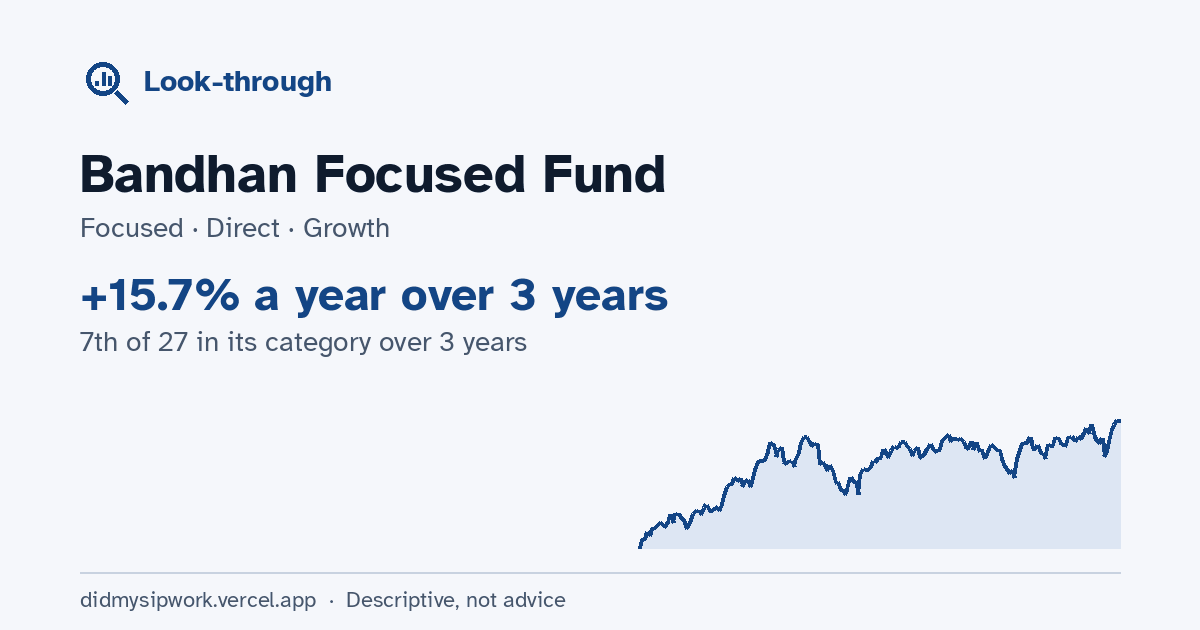 Look-through
Bandhan Focused Fund
Focused · Direct · Growth
+15.7% a year over 3 years
7th of 27 in its category over 3 years
didmysipwork.vercel.app · Descriptive, not advice